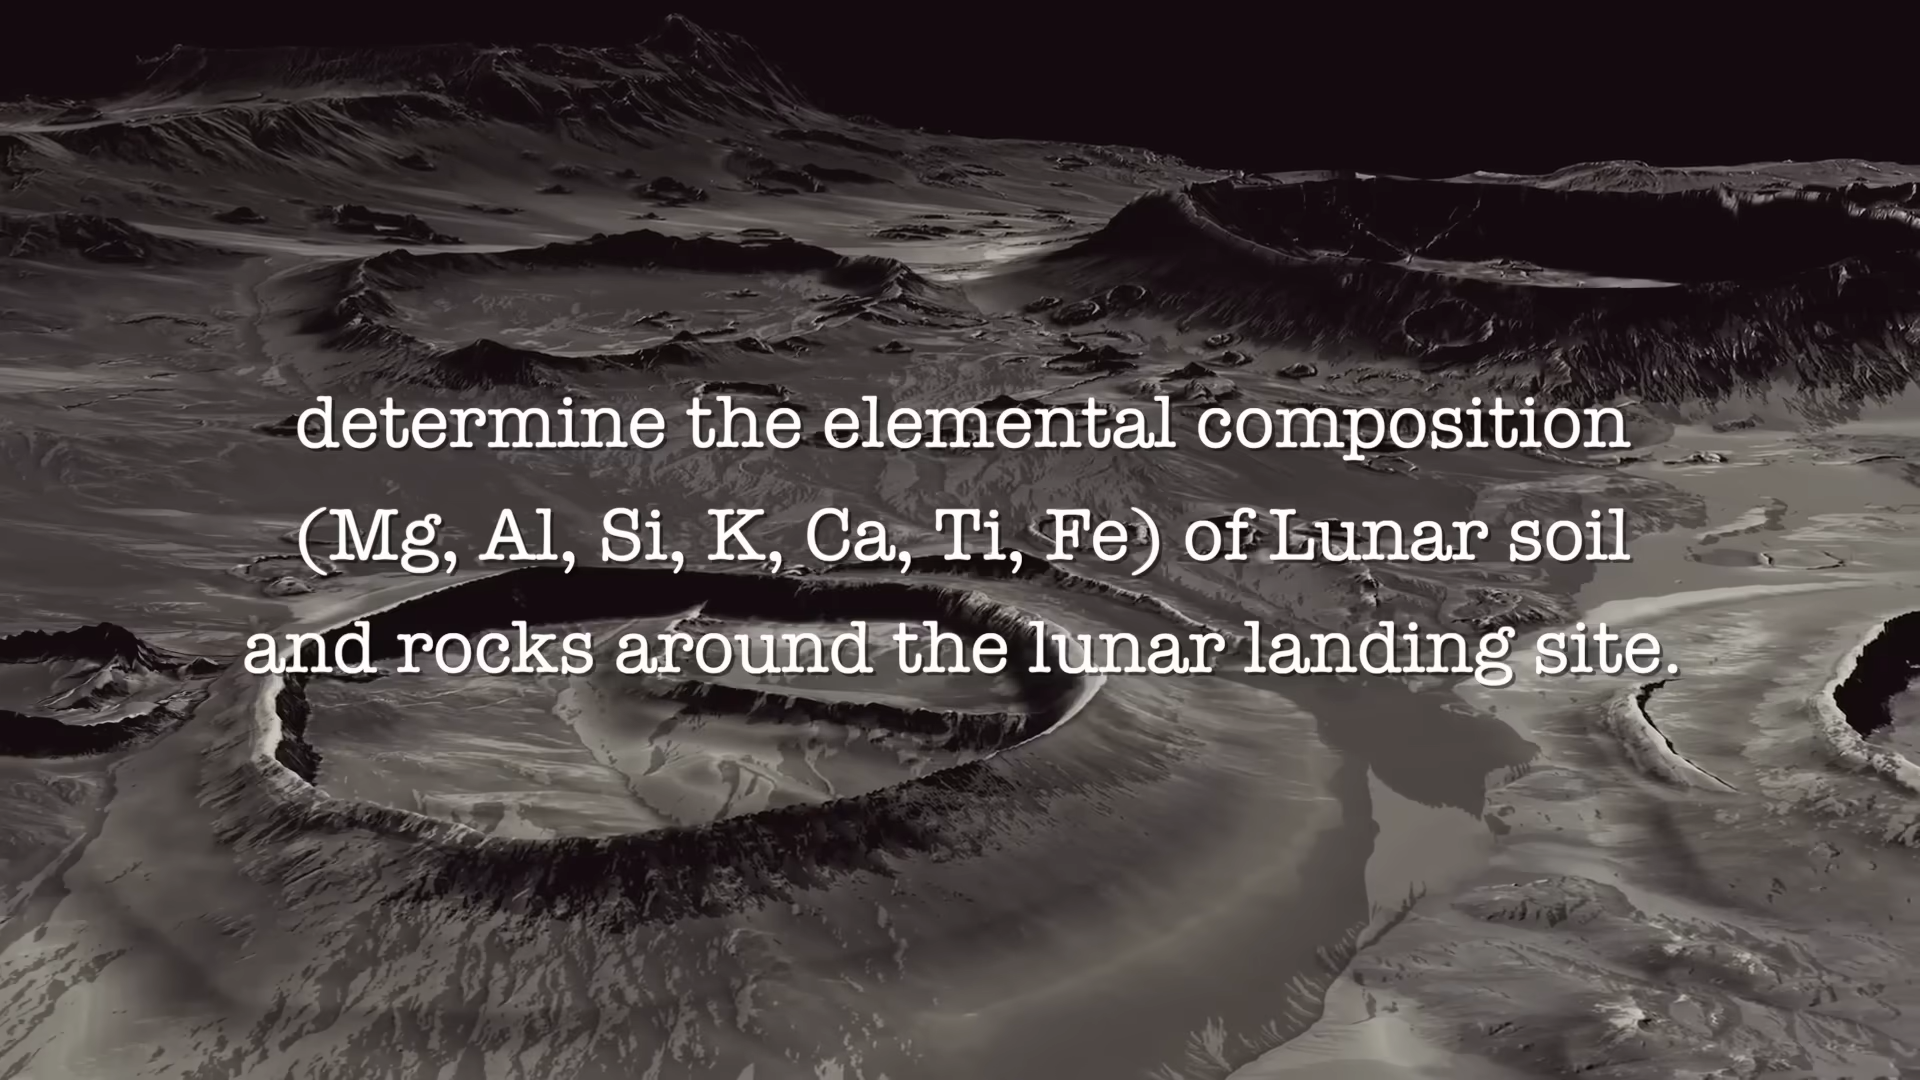 determine the elemental composition
(Mg, Al, Si, K, Ca, Ti, Fe) of Lunar soil
and rocks around the lunar landing site.